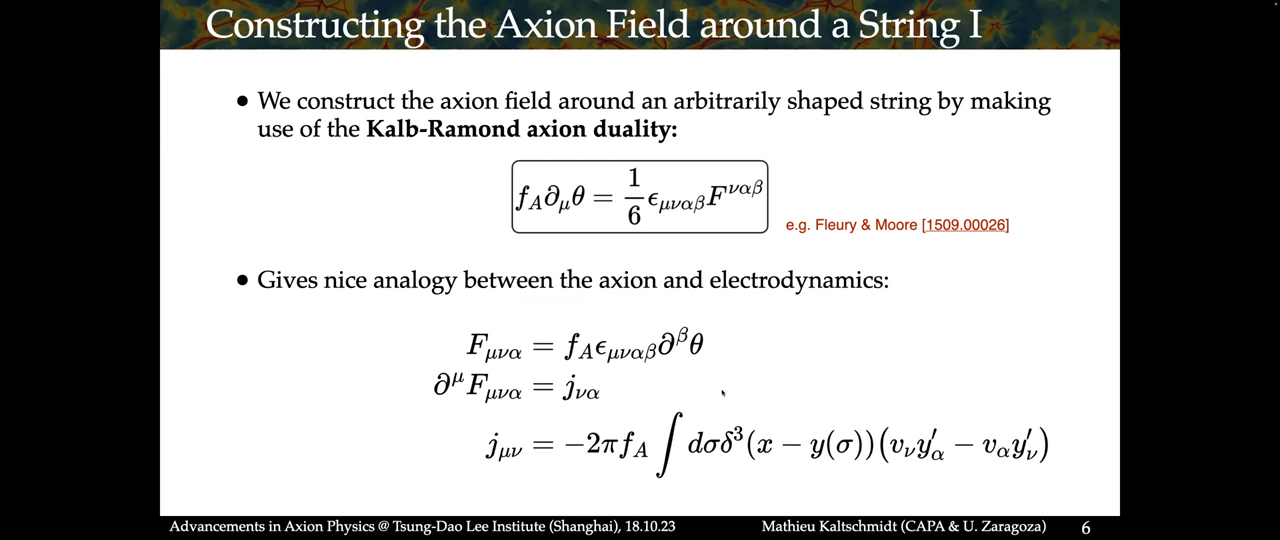 Constructing the Axion Field around a String I
• We construct the axion field around an arbitrarily shaped string by making
use of the Kalb-Ramond axion duality:
f_A ∂_μ θ = 1/6 ϵ_{μναβ} F^{ναβ}
e.g. Fleury & Moore [1509.00026]
• Gives nice analogy between the axion and electrodynamics:
F_{μνα} = f_A ϵ_{μναβ} ∂^β θ
∂^μ F_{μνα} = j_{να}
j_{μν} = −2π f_A ∫ dσ δ³(x − y(σ)) (v_ν y′_α − v_α y′_ν)
Advancements in Axion Physics @ Tsung-Dao Lee Institute (Shanghai), 18.10.23 Mathieu Kaltschmidt (CAPA & U. Zaragoza) 6